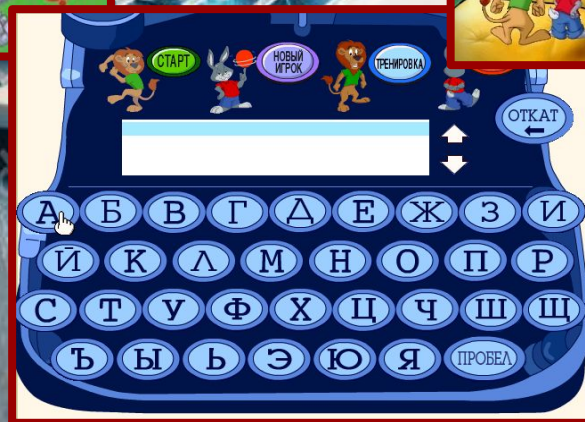 СТАРТ
НОВЫЙ
ИГРОК
ТРЕНИРОВКА
ОТКАТ
А Б В Г Д Е Ж З И
Й К Л М Н О П Р
С Т У Ф Х Ц Ч Ш Щ
Ъ Ы Ь Э Ю Я ПРОБЕЛ